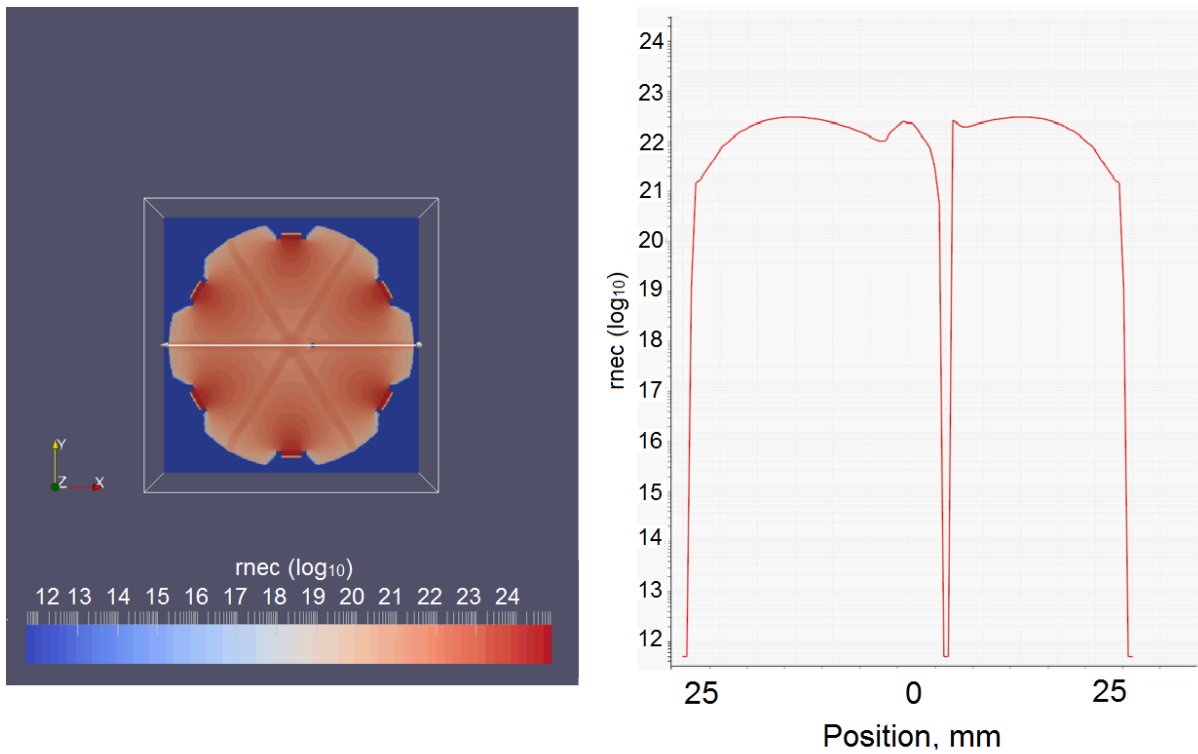 Y
Z
X
rnec (log₁₀)
12 13 14 15 16 17 18 19 20 21 22 23 24
24
23
22
21
20
19
18
17
16
15
14
13
12
rnec (log₁₀)
25 0 25
Position, mm